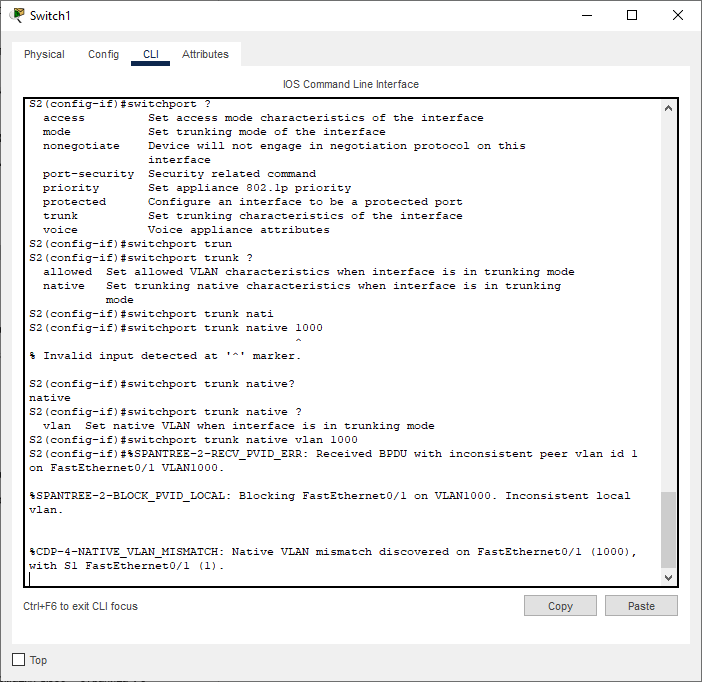 Switch1
Physical Config CLI Attributes
IOS Command Line Interface
S2(config-if)#switchport ?
access Set access mode characteristics of the interface
mode Set trunking mode of the interface
nonegotiate Device will not engage in negotiation protocol on this
interface
port-security Security related command
priority Set appliance 802.1p priority
protected Configure an interface to be a protected port
trunk Set trunking characteristics of the interface
voice Voice appliance attributes
S2(config-if)#switchport trun
S2(config-if)#switchport trunk ?
allowed Set allowed VLAN characteristics when interface is in trunking mode
native Set trunking native characteristics when interface is in trunking
mode
S2(config-if)#switchport trunk nati
S2(config-if)#switchport trunk native 1000
^
% Invalid input detected at '^' marker.
S2(config-if)#switchport trunk native?
native
S2(config-if)#switchport trunk native ?
vlan Set native VLAN when interface is in trunking mode
S2(config-if)#switchport trunk native vlan 1000
S2(config-if)#%SPANTREE-2-RECV_PVID_ERR: Received BPDU with inconsistent peer vlan id 1
on FastEthernet0/1 VLAN1000.
%SPANTREE-2-BLOCK_PVID_LOCAL: Blocking FastEthernet0/1 on VLAN1000. Inconsistent local
vlan.
%CDP-4-NATIVE_VLAN_MISMATCH: Native VLAN mismatch discovered on FastEthernet0/1 (1000),
with S1 FastEthernet0/1 (1).
Ctrl+F6 to exit CLI focus
Copy Paste
Top